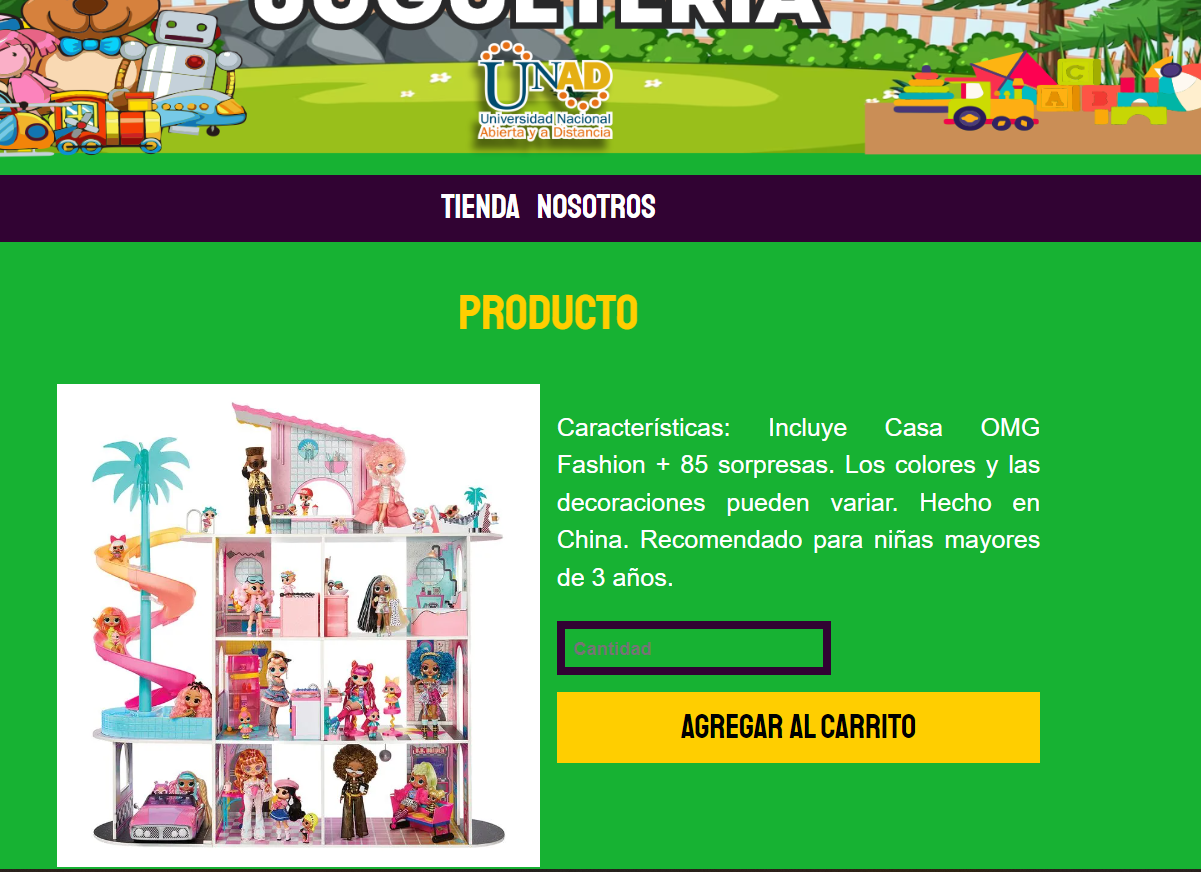 JUGUETERIA
UNAD
Universidad Nacional
Abierta y a Distancia
C
A B
TIENDA NOSOTROS
PRODUCTO
Características: Incluye Casa OMG
Fashion + 85 sorpresas. Los colores y las
decoraciones pueden variar. Hecho en
China. Recomendado para niñas mayores
de 3 años.
Cantidad
AGREGAR AL CARRITO